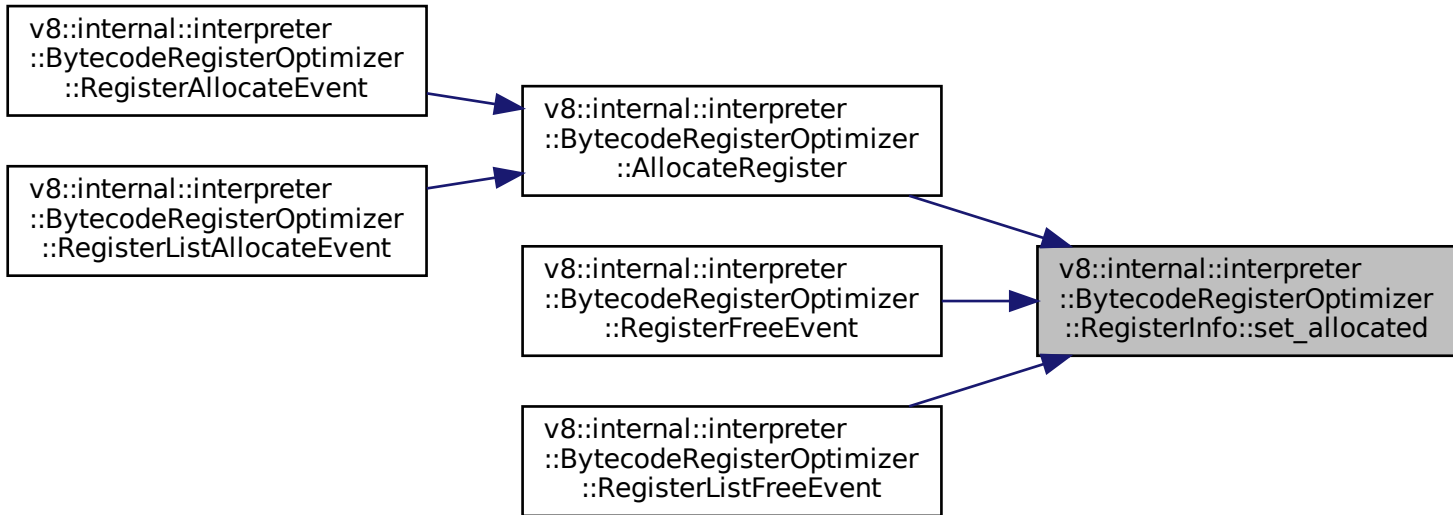 v8::internal::interpreter
::BytecodeRegisterOptimizer
::RegisterAllocateEvent
v8::internal::interpreter
::BytecodeRegisterOptimizer
::RegisterListAllocateEvent
v8::internal::interpreter
::BytecodeRegisterOptimizer
::AllocateRegister
v8::internal::interpreter
::BytecodeRegisterOptimizer
::RegisterFreeEvent
v8::internal::interpreter
::BytecodeRegisterOptimizer
::RegisterListFreeEvent
v8::internal::interpreter
::BytecodeRegisterOptimizer
::RegisterInfo::set_allocated